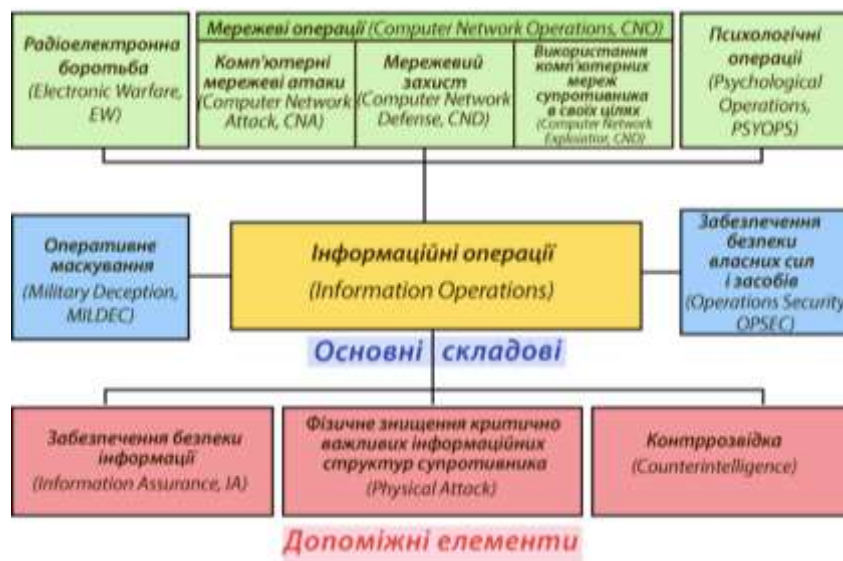 Радіоелектронна
боротьба
(Electronic Warfare,
EW)
Мережеві операції (Computer Network Operations, CNO)
Комп'ютерні
мережеві атаки
(Computer Network
Attack, CNA)
Мережевий
захист
(Computer Network
Defense, CND)
Використання
комп'ютерних
мереж
супротивника
в своїх цілях
(Computer Network
Exploiatior, CND)
Психологічні
операції
(Psychological
Operations,
PSYOPS)
Оперативне
маскування
(Military Deception,
MILDEC)
Інформаційні операції
(Information Operations)
Забезпечення
безпеки
власних сил
і засобів
(Operations Security
OPSEC)
Основні складові
Забезпечення безпеки
інформації
(Information Assurance, IA)
Фізичне знищення критично
важливих інформаційних
структур супротивника
(Physical Attack)
Контррозвідка
(Counterintelligence)
Допоміжні елементи